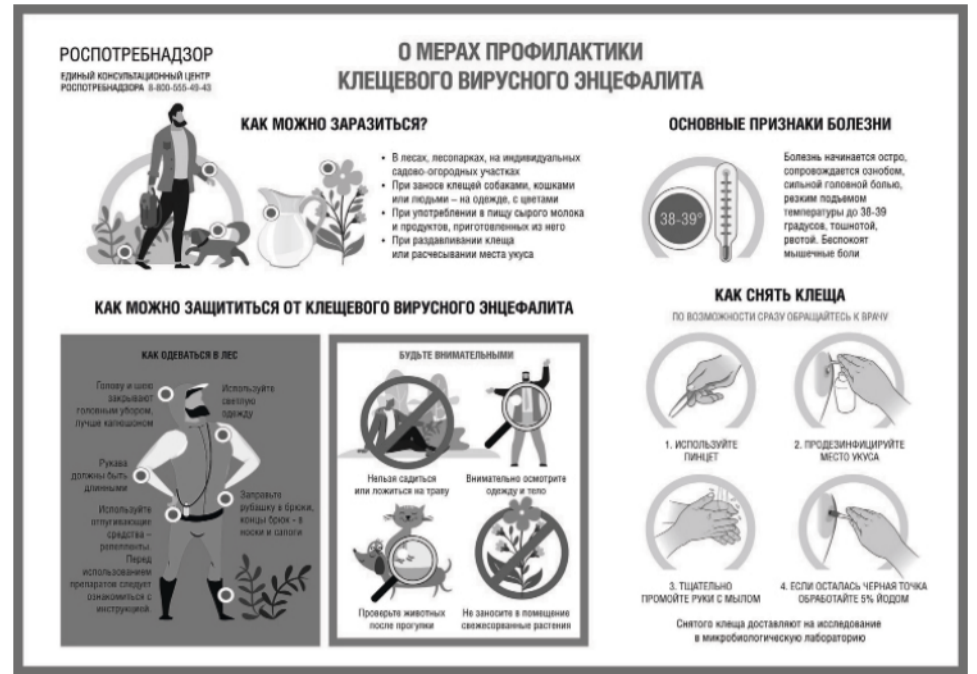 РОСПОТРЕБНАДЗОР
ЕДИНЫЙ КОНСУЛЬТАЦИОННЫЙ ЦЕНТР
РОСПОТРЕБНАДЗОРА 8-800-555-49-43
О МЕРАХ ПРОФИЛАКТИКИ
КЛЕЩЕВОГО ВИРУСНОГО ЭНЦЕФАЛИТА
КАК МОЖНО ЗАРАЗИТЬСЯ?
• В лесах, лесопарках, на индивидуальных
садово-огородных участках
• При заносе клещей собаками, кошками
или людьми – на одежде, с цветами
• При употреблении в пищу сырого молока
и продуктов, приготовленных из него
• При раздавливании клеща
или расчесывании места укуса
ОСНОВНЫЕ ПРИЗНАКИ БОЛЕЗНИ
38-39°
Болезнь начинается остро,
сопровождается ознобом,
сильной головной болью,
резким подъемом
температуры до 38-39
градусов, тошнотой,
рвотой. Беспокоят
мышечные боли
КАК МОЖНО ЗАЩИТИТЬСЯ ОТ КЛЕЩЕВОГО ВИРУСНОГО ЭНЦЕФАЛИТА
КАК ОДЕВАТЬСЯ В ЛЕС
Голову и шею
закрывают
головным убором,
лучше капюшоном
Используйте
светлую
одежду
Рукава
должны быть
длинными
Заправьте
рубашку в брюки,
концы брюк - в
носки и сапоги
Используйте
отпугивающие
средства –
репелленты.
Перед
использованием
препаратов следует
ознакомиться с
инструкцией.
БУДЬТЕ ВНИМАТЕЛЬНЫМИ
Нельзя садиться
или ложиться на траву
Внимательно осмотрите
одежду и тело
Проверьте животных
после прогулки
Не заносите в помещение
свежесорванные растения
КАК СНЯТЬ КЛЕЩА
ПО ВОЗМОЖНОСТИ СРАЗУ ОБРАЩАЙТЕСЬ К ВРАЧУ
1. ИСПОЛЬЗУЙТЕ
ПИНЦЕТ
2. ПРОДЕЗИНФИЦИРУЙТЕ
МЕСТО УКУСА
3. ТЩАТЕЛЬНО
ПРОМОЙТЕ РУКИ С МЫЛОМ
4. ЕСЛИ ОСТАЛАСЬ ЧЕРНАЯ ТОЧКА
ОБРАБОТАЙТЕ 5% ЙОДОМ
Снятого клеща доставляют на исследование
в микробиологическую лабораторию